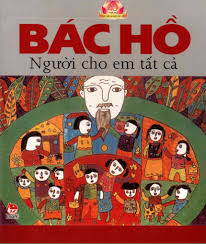 BÁC HỒ
Người cho em tất cả